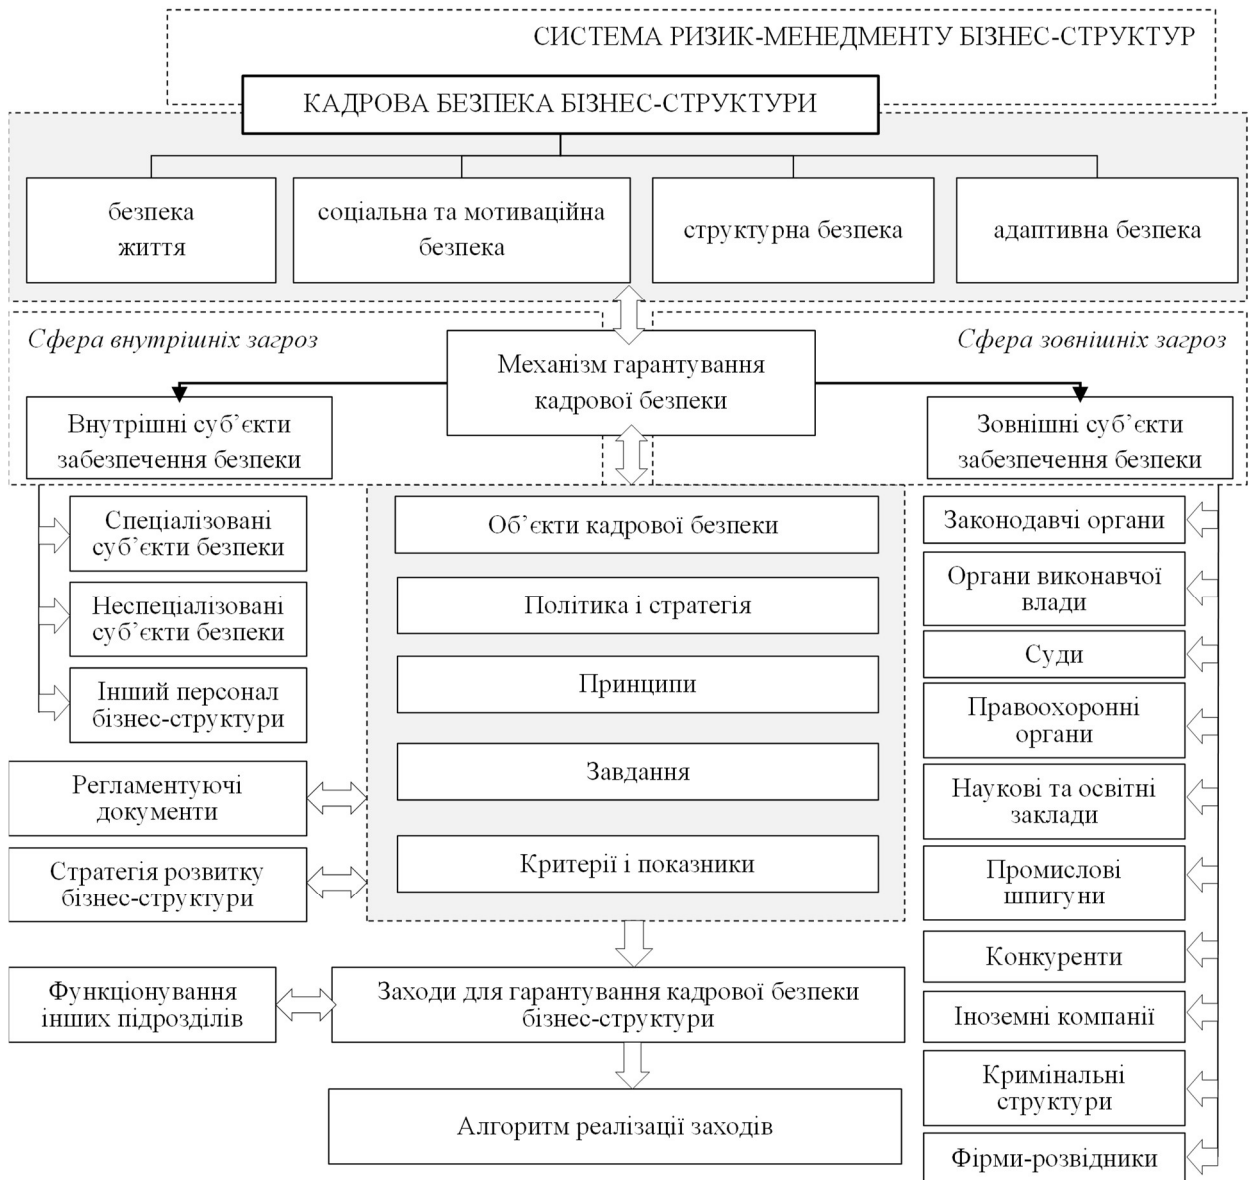 СИСТЕМА РИЗИК-МЕНЕДМЕНТУ БІЗНЕС-СТРУКТУР
КАДРОВА БЕЗПЕКА БІЗНЕС-СТРУКТУРИ
безпека
життя
соціальна та мотиваційна
безпека
структурна безпека
адаптивна безпека
Сфера внутрішніх загроз
Сфера зовнішніх загроз
Механізм гарантування
кадрової безпеки
Внутрішні суб’єкти
забезпечення безпеки
Зовнішні суб’єкти
забезпечення безпеки
Спеціалізовані
суб’єкти безпеки
Неспеціалізовані
суб’єкти безпеки
Інший персонал
бізнес-структури
Регламентуючі
документи
Стратегія розвитку
бізнес-структури
Функціонування
інших підрозділів
Об’єкти кадрової безпеки
Політика і стратегія
Принципи
Завдання
Критерії і показники
Заходи для гарантування кадрової безпеки
бізнес-структури
Алгоритм реалізації заходів
Законодавчі органи
Органи виконавчої
влади
Суди
Правоохоронні
органи
Наукові та освітні
заклади
Промислові
шпигуни
Конкуренти
Іноземні компанії
Кримінальні
структури
Фірми-розвідники